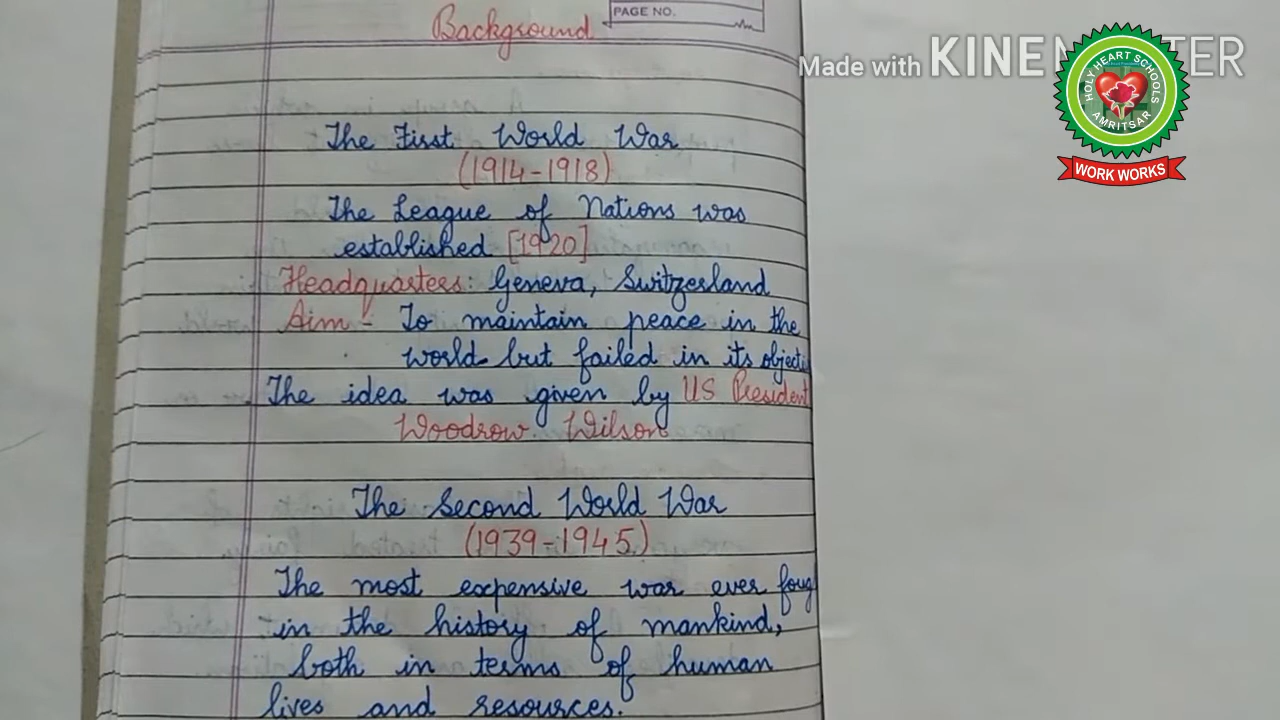 PAGE NO.
Background
Made with KINEMASTER
HOLY HEART SCHOOLS
AMRITSAR
WORK WORKS
The First World War
(1914-1918)
The League of Nations was
established [1920]
Headquarters: Geneva, Switzerland
Aim - To maintain peace in the
world but failed in its objecti
The idea was given by US President
Woodrow Wilson
The Second World War
(1939-1945)
The most expensive war ever foug
in the history of mankind,
both in terms of human
lives and resources.